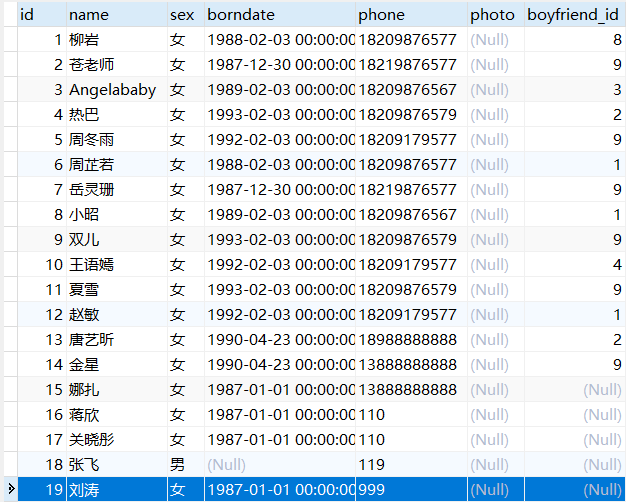 id name sex borndate phone photo boyfriend_id
1 柳岩 女 1988-02-03 00:00:00 18209876577 (Null) 8
2 苍老师 女 1987-12-30 00:00:00 18219876577 (Null) 9
3 Angelababy 女 1989-02-03 00:00:00 18209876567 (Null) 3
4 热巴 女 1993-02-03 00:00:00 18209876579 (Null) 2
5 周冬雨 女 1992-02-03 00:00:00 18209179577 (Null) 9
6 周芷若 女 1988-02-03 00:00:00 18209876577 (Null) 1
7 岳灵珊 女 1987-12-30 00:00:00 18219876577 (Null) 9
8 小昭 女 1989-02-03 00:00:00 18209876567 (Null) 1
9 双儿 女 1993-02-03 00:00:00 18209876579 (Null) 9
10 王语嫣 女 1992-02-03 00:00:00 18209179577 (Null) 4
11 夏雪 女 1993-02-03 00:00:00 18209876579 (Null) 9
12 赵敏 女 1992-02-03 00:00:00 18209179577 (Null) 1
13 唐艺昕 女 1990-04-23 00:00:00 18988888888 (Null) 2
14 金星 女 1990-04-23 00:00:00 13888888888 (Null) 9
15 娜扎 女 1987-01-01 00:00:00 13888888888 (Null) (Null)
16 蒋欣 女 1987-01-01 00:00:00 110 (Null) (Null)
17 关晓彤 女 1987-01-01 00:00:00 110 (Null) (Null)
18 张飞 男 (Null) 119 (Null) (Null)
19 刘涛 女 1987-01-01 00:00:00 999 (Null) (Null)